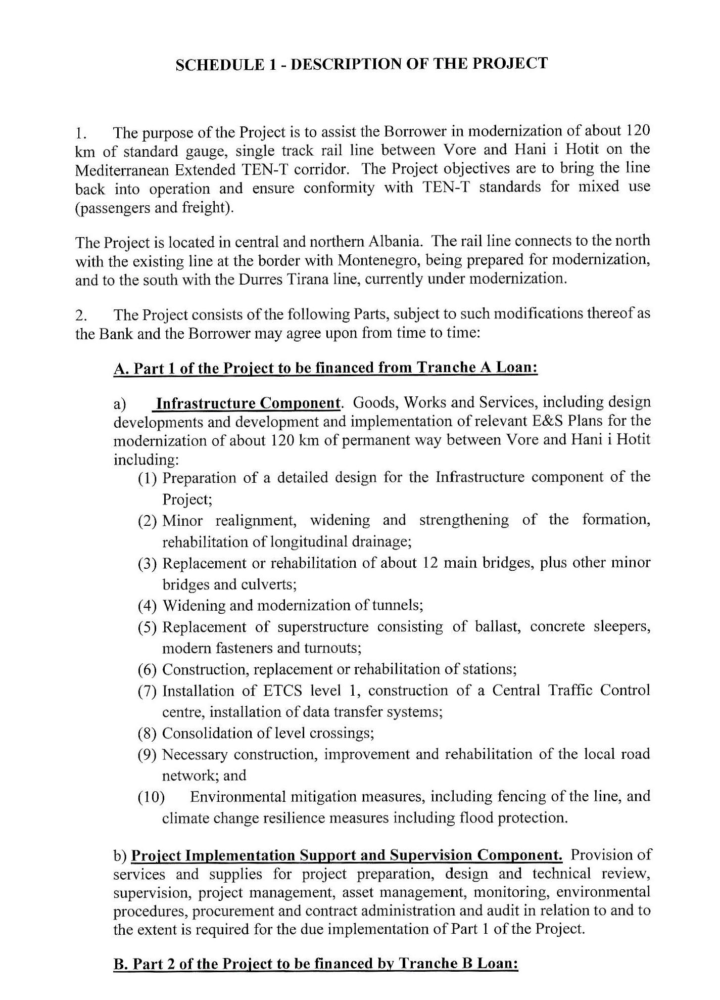 SCHEDULE 1 - DESCRIPTION OF THE PROJECT
1. The purpose of the Project is to assist the Borrower in modernization of about 120
km of standard gauge, single track rail line between Vore and Hani i Hotit on the
Mediterranean Extended TEN-T corridor. The Project objectives are to bring the line
back into operation and ensure conformity with TEN-T standards for mixed use
(passengers and freight).
The Project is located in central and northern Albania. The rail line connects to the north
with the existing line at the border with Montenegro, being prepared for modernization,
and to the south with the Durres Tirana line, currently under modernization.
2. The Project consists of the following Parts, subject to such modifications thereof as
the Bank and the Borrower may agree upon from time to time:
A. Part 1 of the Project to be financed from Tranche A Loan:
a) Infrastructure Component. Goods, Works and Services, including design
developments and development and implementation of relevant E&S Plans for the
modernization of about 120 km of permanent way between Vore and Hani i Hotit
including:
(1) Preparation of a detailed design for the Infrastructure component of the
Project;
(2) Minor realignment, widening and strengthening of the formation,
rehabilitation of longitudinal drainage;
(3) Replacement or rehabilitation of about 12 main bridges, plus other minor
bridges and culverts;
(4) Widening and modernization of tunnels;
(5) Replacement of superstructure consisting of ballast, concrete sleepers,
modern fasteners and turnouts;
(6) Construction, replacement or rehabilitation of stations;
(7) Installation of ETCS level 1, construction of a Central Traffic Control
centre, installation of data transfer systems;
(8) Consolidation of level crossings;
(9) Necessary construction, improvement and rehabilitation of the local road
network; and
(10) Environmental mitigation measures, including fencing of the line, and
climate change resilience measures including flood protection.
b) Project Implementation Support and Supervision Component. Provision of
services and supplies for project preparation, design and technical review,
supervision, project management, asset management, monitoring, environmental
procedures, procurement and contract administration and audit in relation to and to
the extent is required for the due implementation of Part 1 of the Project.
B. Part 2 of the Project to be financed by Tranche B Loan: